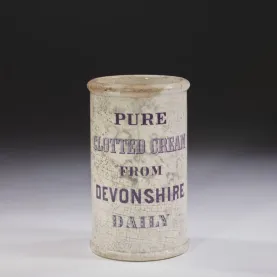 PURE
CLOTTED CREAM
FROM
DEVONSHIRE
DAILY